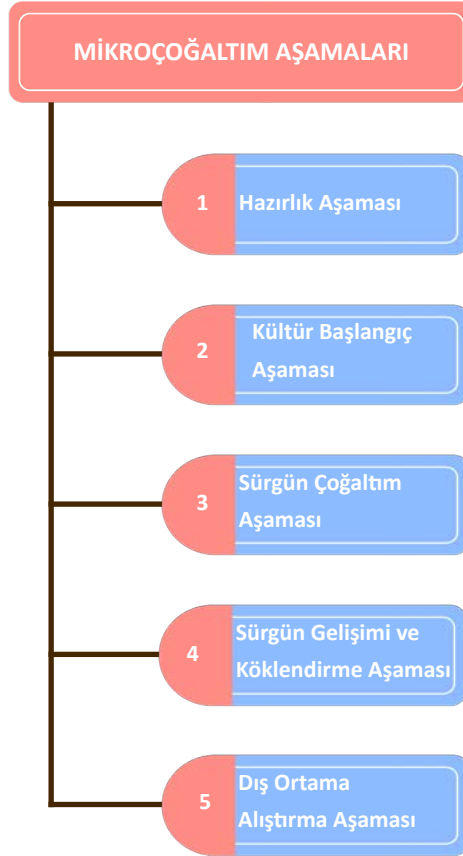 MİKROÇOĞALTIM AŞAMALARI
1
Hazırlık Aşaması
2
Kültür Başlangıç
Aşaması
3
Sürgün Çoğaltım
Aşaması
4
Sürgün Gelişimi ve
Köklendirme Aşaması
5
Dış Ortama
Alıştırma Aşaması